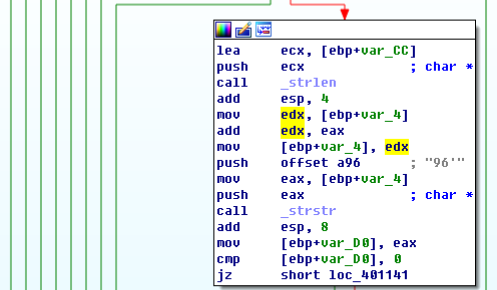 lea ecx, [ebp+var_CC]
push ecx ; char *
call _strlen
add esp, 4
mov edx, [ebp+var_4]
add edx, eax
mov [ebp+var_4], edx
push offset a96 ; "96'"
mov eax, [ebp+var_4]
push eax ; char *
call _strstr
add esp, 8
mov [ebp+var_D0], eax
cmp [ebp+var_D0], 0
jz short loc_401141